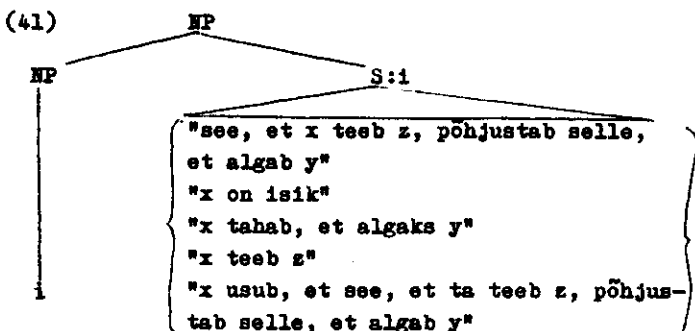 (41) NP
NP S:i
"see, et x teeb z, põhjustab selle,
et algab y"
"x on isik"
"x tahab, et algaks y"
"x teeb z"
i "x usub, et see, et ta teeb z, põhjus-
tab selle, et algab y"